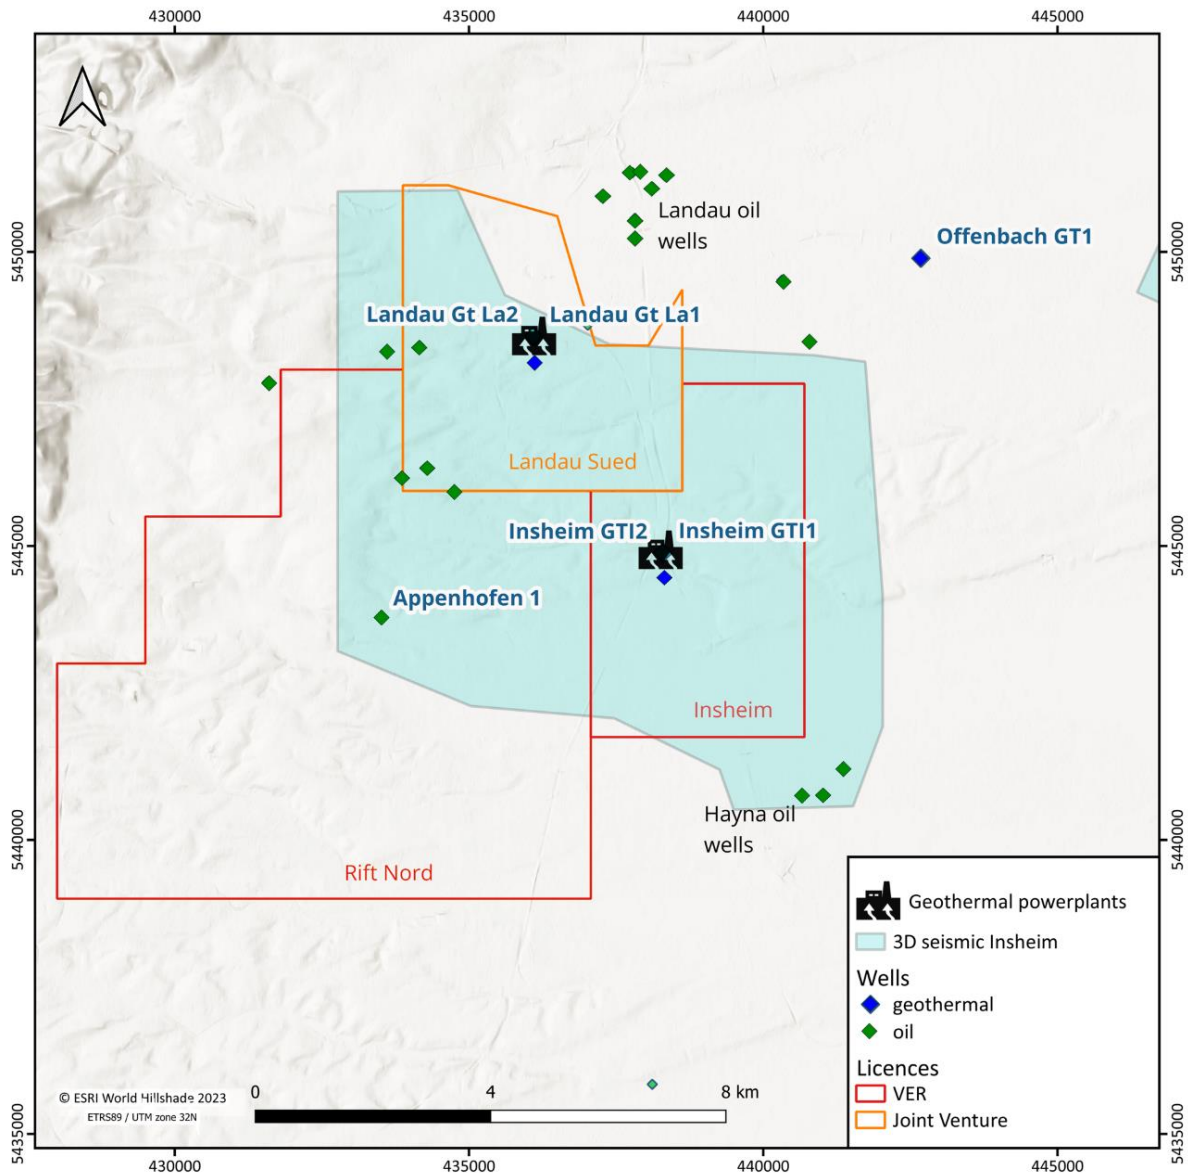 430000
435000
440000
445000
5450000
5450000
Landau oil
wells
Offenbach GT1
Landau Gt La2
Landau Gt La1
Landau Sued
5445000
5445000
Insheim GTI2
Insheim GTI1
Appenhofen 1
Insheim
Hayna oil
wells
5440000
5440000
Rift Nord
Geothermal powerplants
3D seismic Insheim
Wells
geothermal
oil
Licences
VER
Joint Venture
0
4
8 km
© ESRI World Hillshade 2023
ETRS89 / UTM zone 32N
5435000
5435000
430000
435000
440000
445000